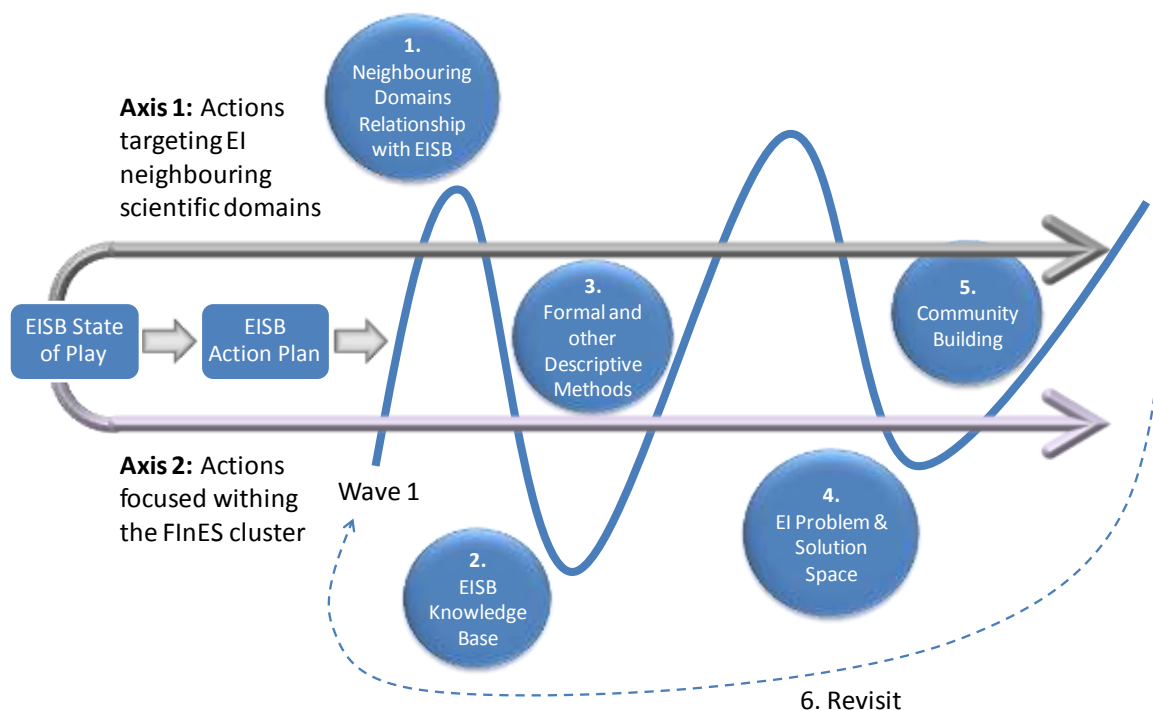 1.
Neighbouring
Domains
Relationship
with EISB
Axis 1: Actions
targeting EI
neighbouring
scientific domains
3.
Formal and
other
Descriptive
Methods
5.
Community
Building
EISB State
of Play
EISB
Action Plan
Axis 2: Actions
focused withing
the FInES cluster
Wave 1
2.
EISB
Knowledge
Base
4.
EI Problem &
Solution
Space
6. Revisit